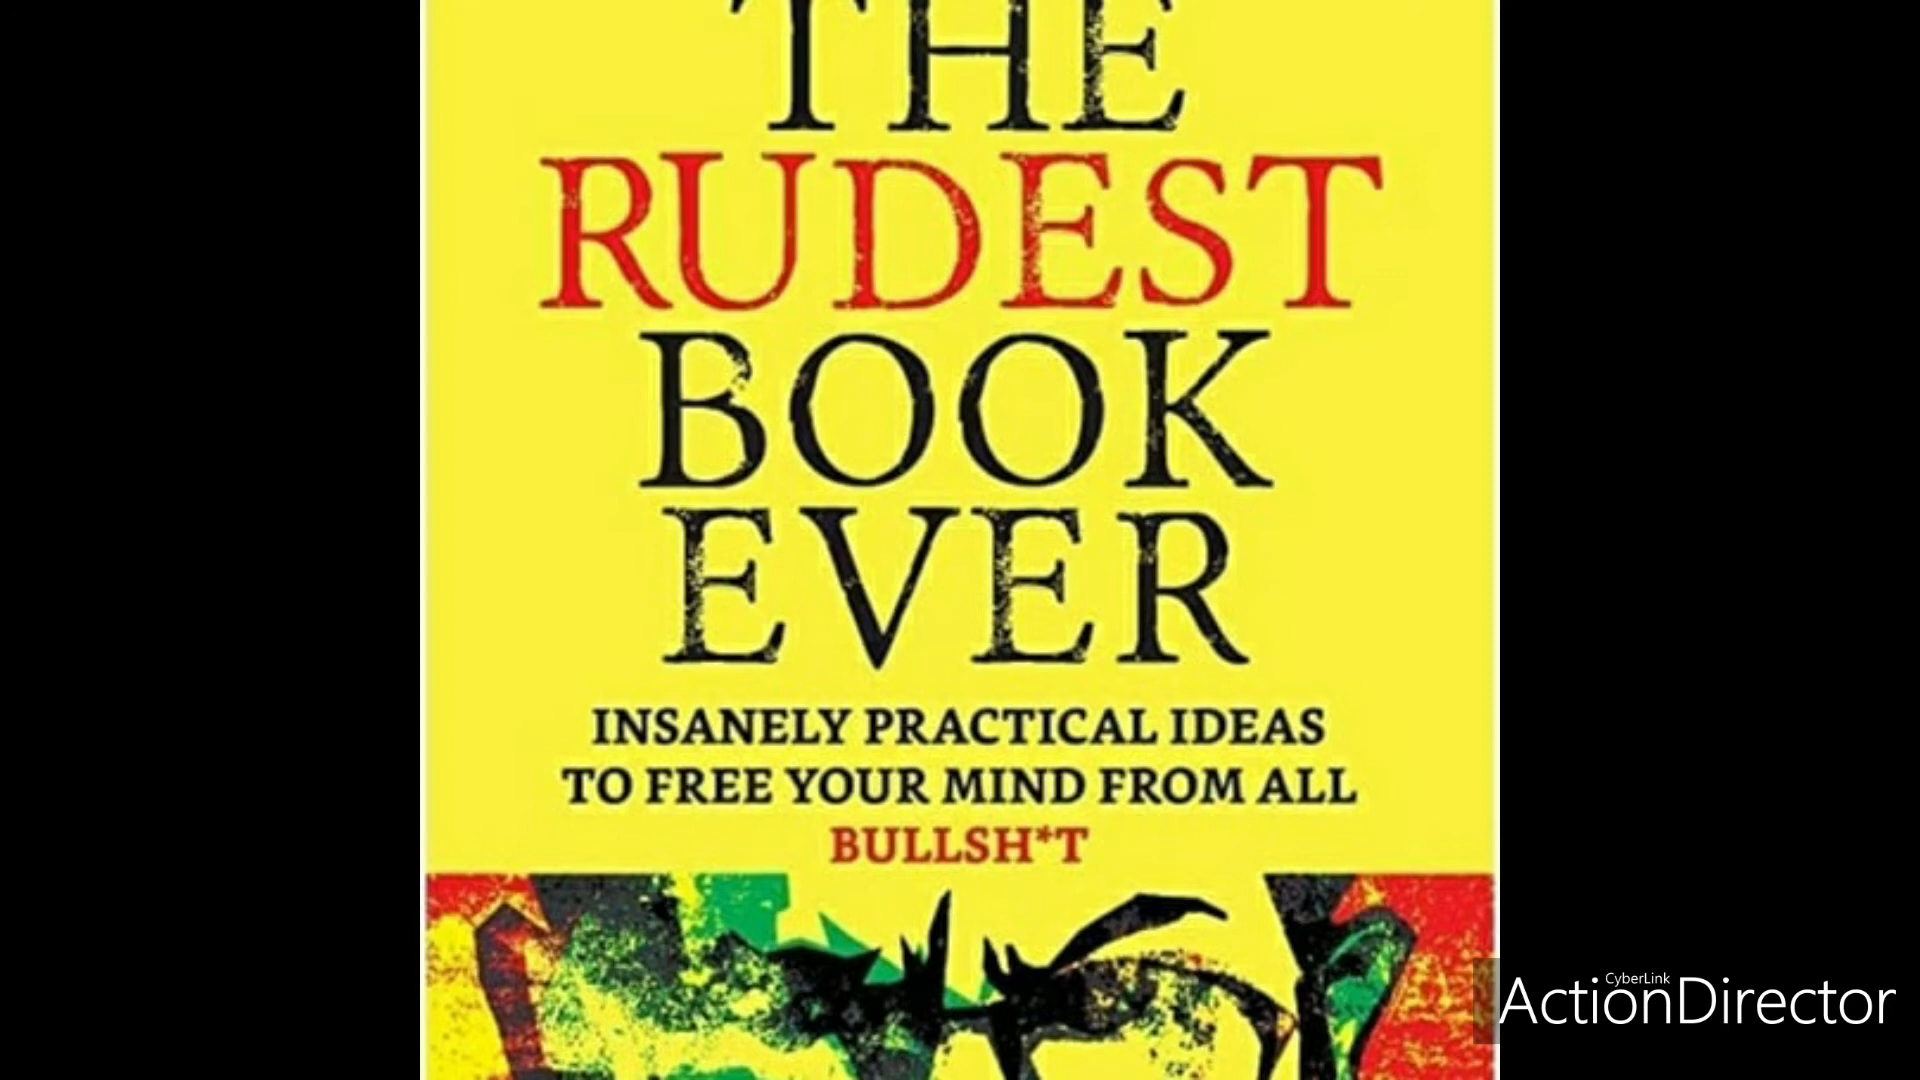 THE
RUDEST
BOOK
EVER
INSANELY PRACTICAL IDEAS
TO FREE YOUR MIND FROM ALL
BULLSH*T
CyberLink
ActionDirector